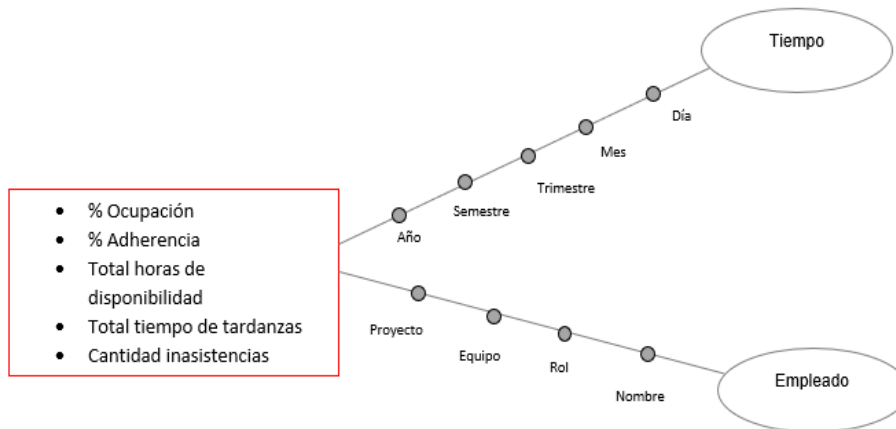 Tiempo
Día
Mes
Trimestre
Semestre
Año
• % Ocupación
• % Adherencia
• Total horas de
disponibilidad
• Total tiempo de tardanzas
• Cantidad inasistencias
Proyecto
Equipo
Rol
Nombre
Empleado